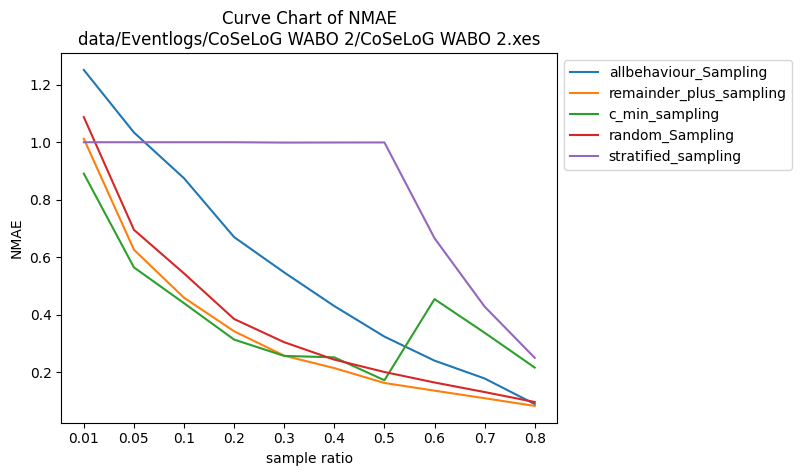 Curve Chart of NMAE
data/Eventlogs/CoSeLoG WABO 2/CoSeLoG WABO 2.xes
allbehaviour_Sampling
remainder_plus_sampling
c_min_sampling
random_Sampling
stratified_sampling
NMAE
1.2
1.0
0.8
0.6
0.4
0.2
0.01 0.05 0.1 0.2 0.3 0.4 0.5 0.6 0.7 0.8
sample ratio